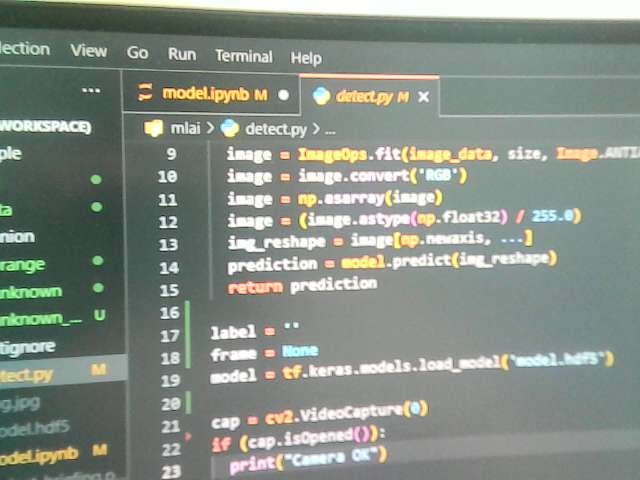 lection View Go Run Terminal Help
... model.ipynb M ● detect.py M ×
WORKSPACE) mlai > detect.py > ...
ple
nion
range
nknown
nknown_... U
tignore
etect.py M
g.jpg
odel.hdf5
odel.ipynb M
9 image = ImageOps.fit(image_data, size, Image.ANTIA
10 image = image.convert('RGB')
11 image = np.asarray(image)
12 image = (image.astype(np.float32) / 255.0)
13 img_reshape = image[np.newaxis, ...]
14 prediction = model.predict(img_reshape)
15 return prediction
16
17 label = ''
18 frame = None
19 model = tf.keras.models.load_model("model.hdf5")
20
21 cap = cv2.VideoCapture(0)
22 if (cap.isOpened()):
23 print("Camera OK")